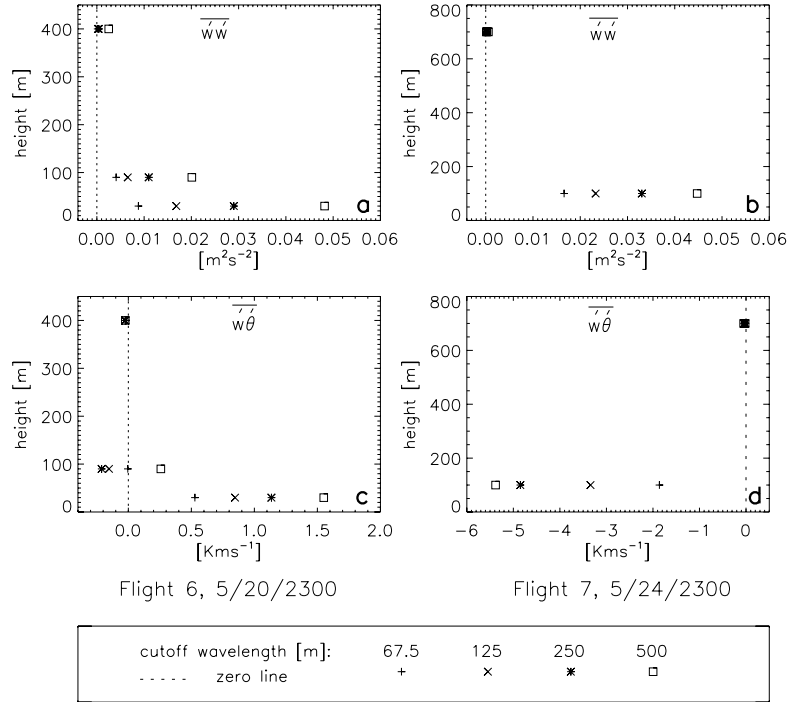 ẃẃ
400
300
200
100
0
height [m]
a
0.00 0.01 0.02 0.03 0.04 0.05 0.06
[m²s⁻²]
ẃẃ
800
600
400
200
0
height [m]
b
0.00 0.01 0.02 0.03 0.04 0.05 0.06
[m²s⁻²]
ẃθ́
400
300
200
100
0
height [m]
c
0.0 0.5 1.0 1.5 2.0
[Kms⁻¹]
ẃθ́
800
600
400
200
0
height [m]
d
-6 -5 -4 -3 -2 -1 0
[Kms⁻¹]
Flight 6, 5/20/2300
Flight 7, 5/24/2300
cutoff wavelength [m]: 67.5 125 250 500
----- zero line